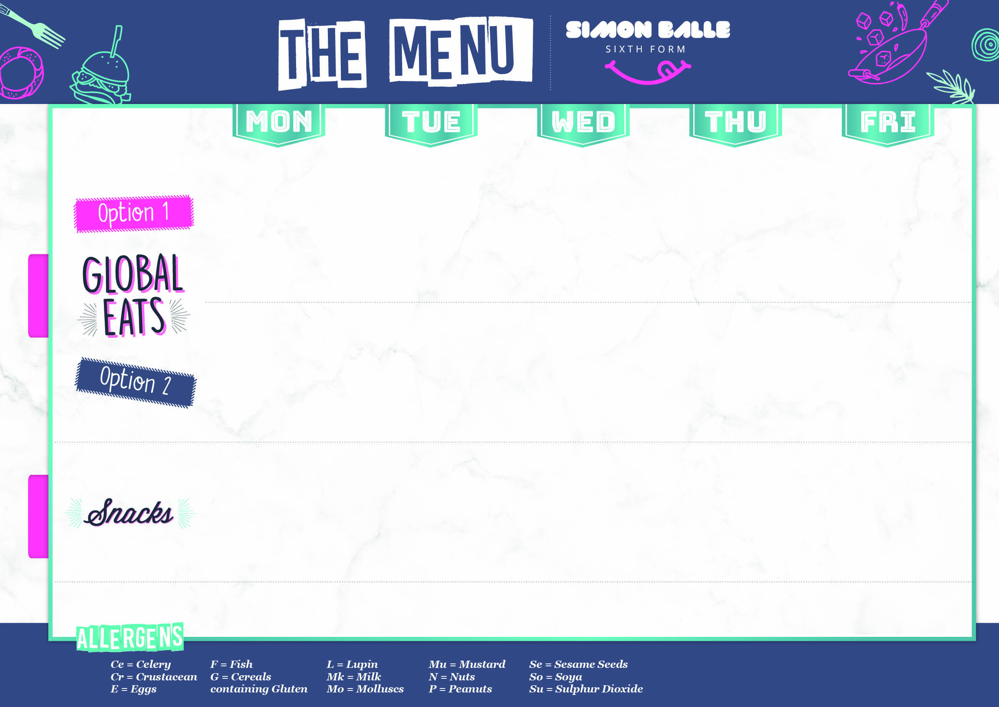 THE MENU
SIMON BALLE
SIXTH FORM
MON TUE WED THU FRI
Option 1
GLOBAL
EATS
Option 2
Snacks
ALLERGENS
Ce = Celery
Cr = Crustacean
E = Eggs
F = Fish
G = Cereals
containing Gluten
L = Lupin
Mk = Milk
Mo = Molluscs
Mu = Mustard
N = Nuts
P = Peanuts
Se = Sesame Seeds
So = Soya
Su = Sulphur Dioxide